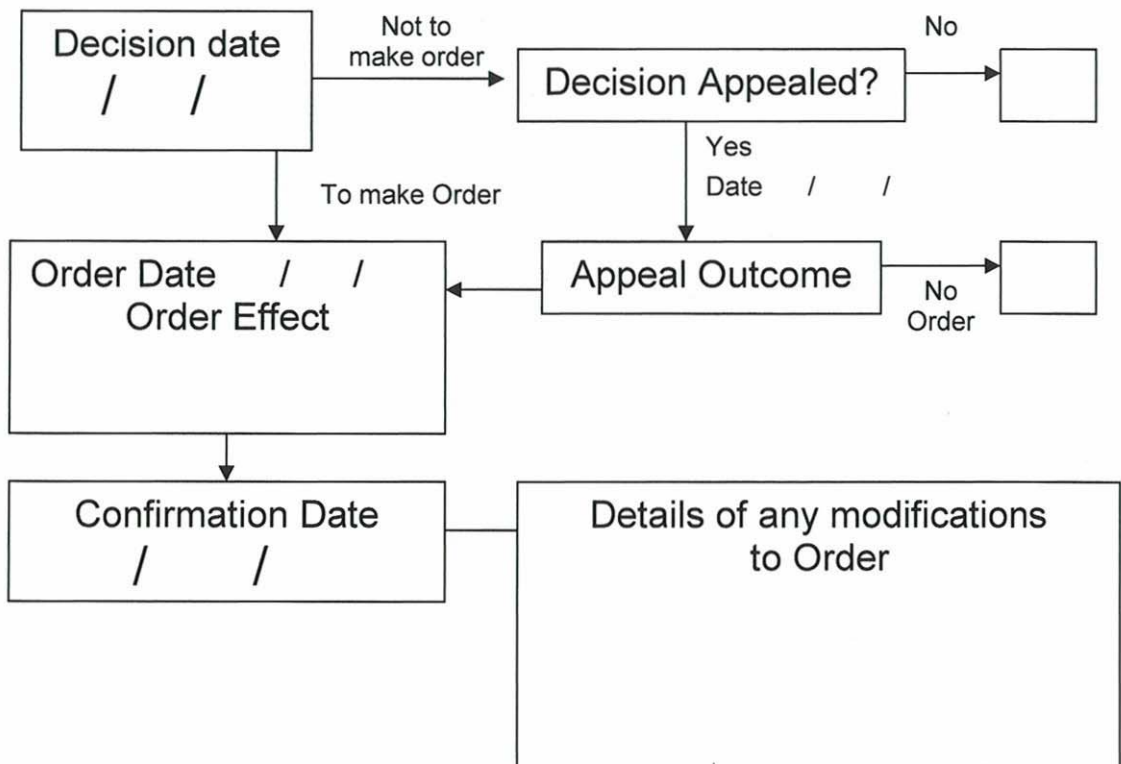 Decision date
/ /
Not to
make order
Decision Appealed?
No
Yes
Date / /
To make Order
Order Date / /
Order Effect
Appeal Outcome
No
Order
Confirmation Date
/ /
Details of any modifications
to Order